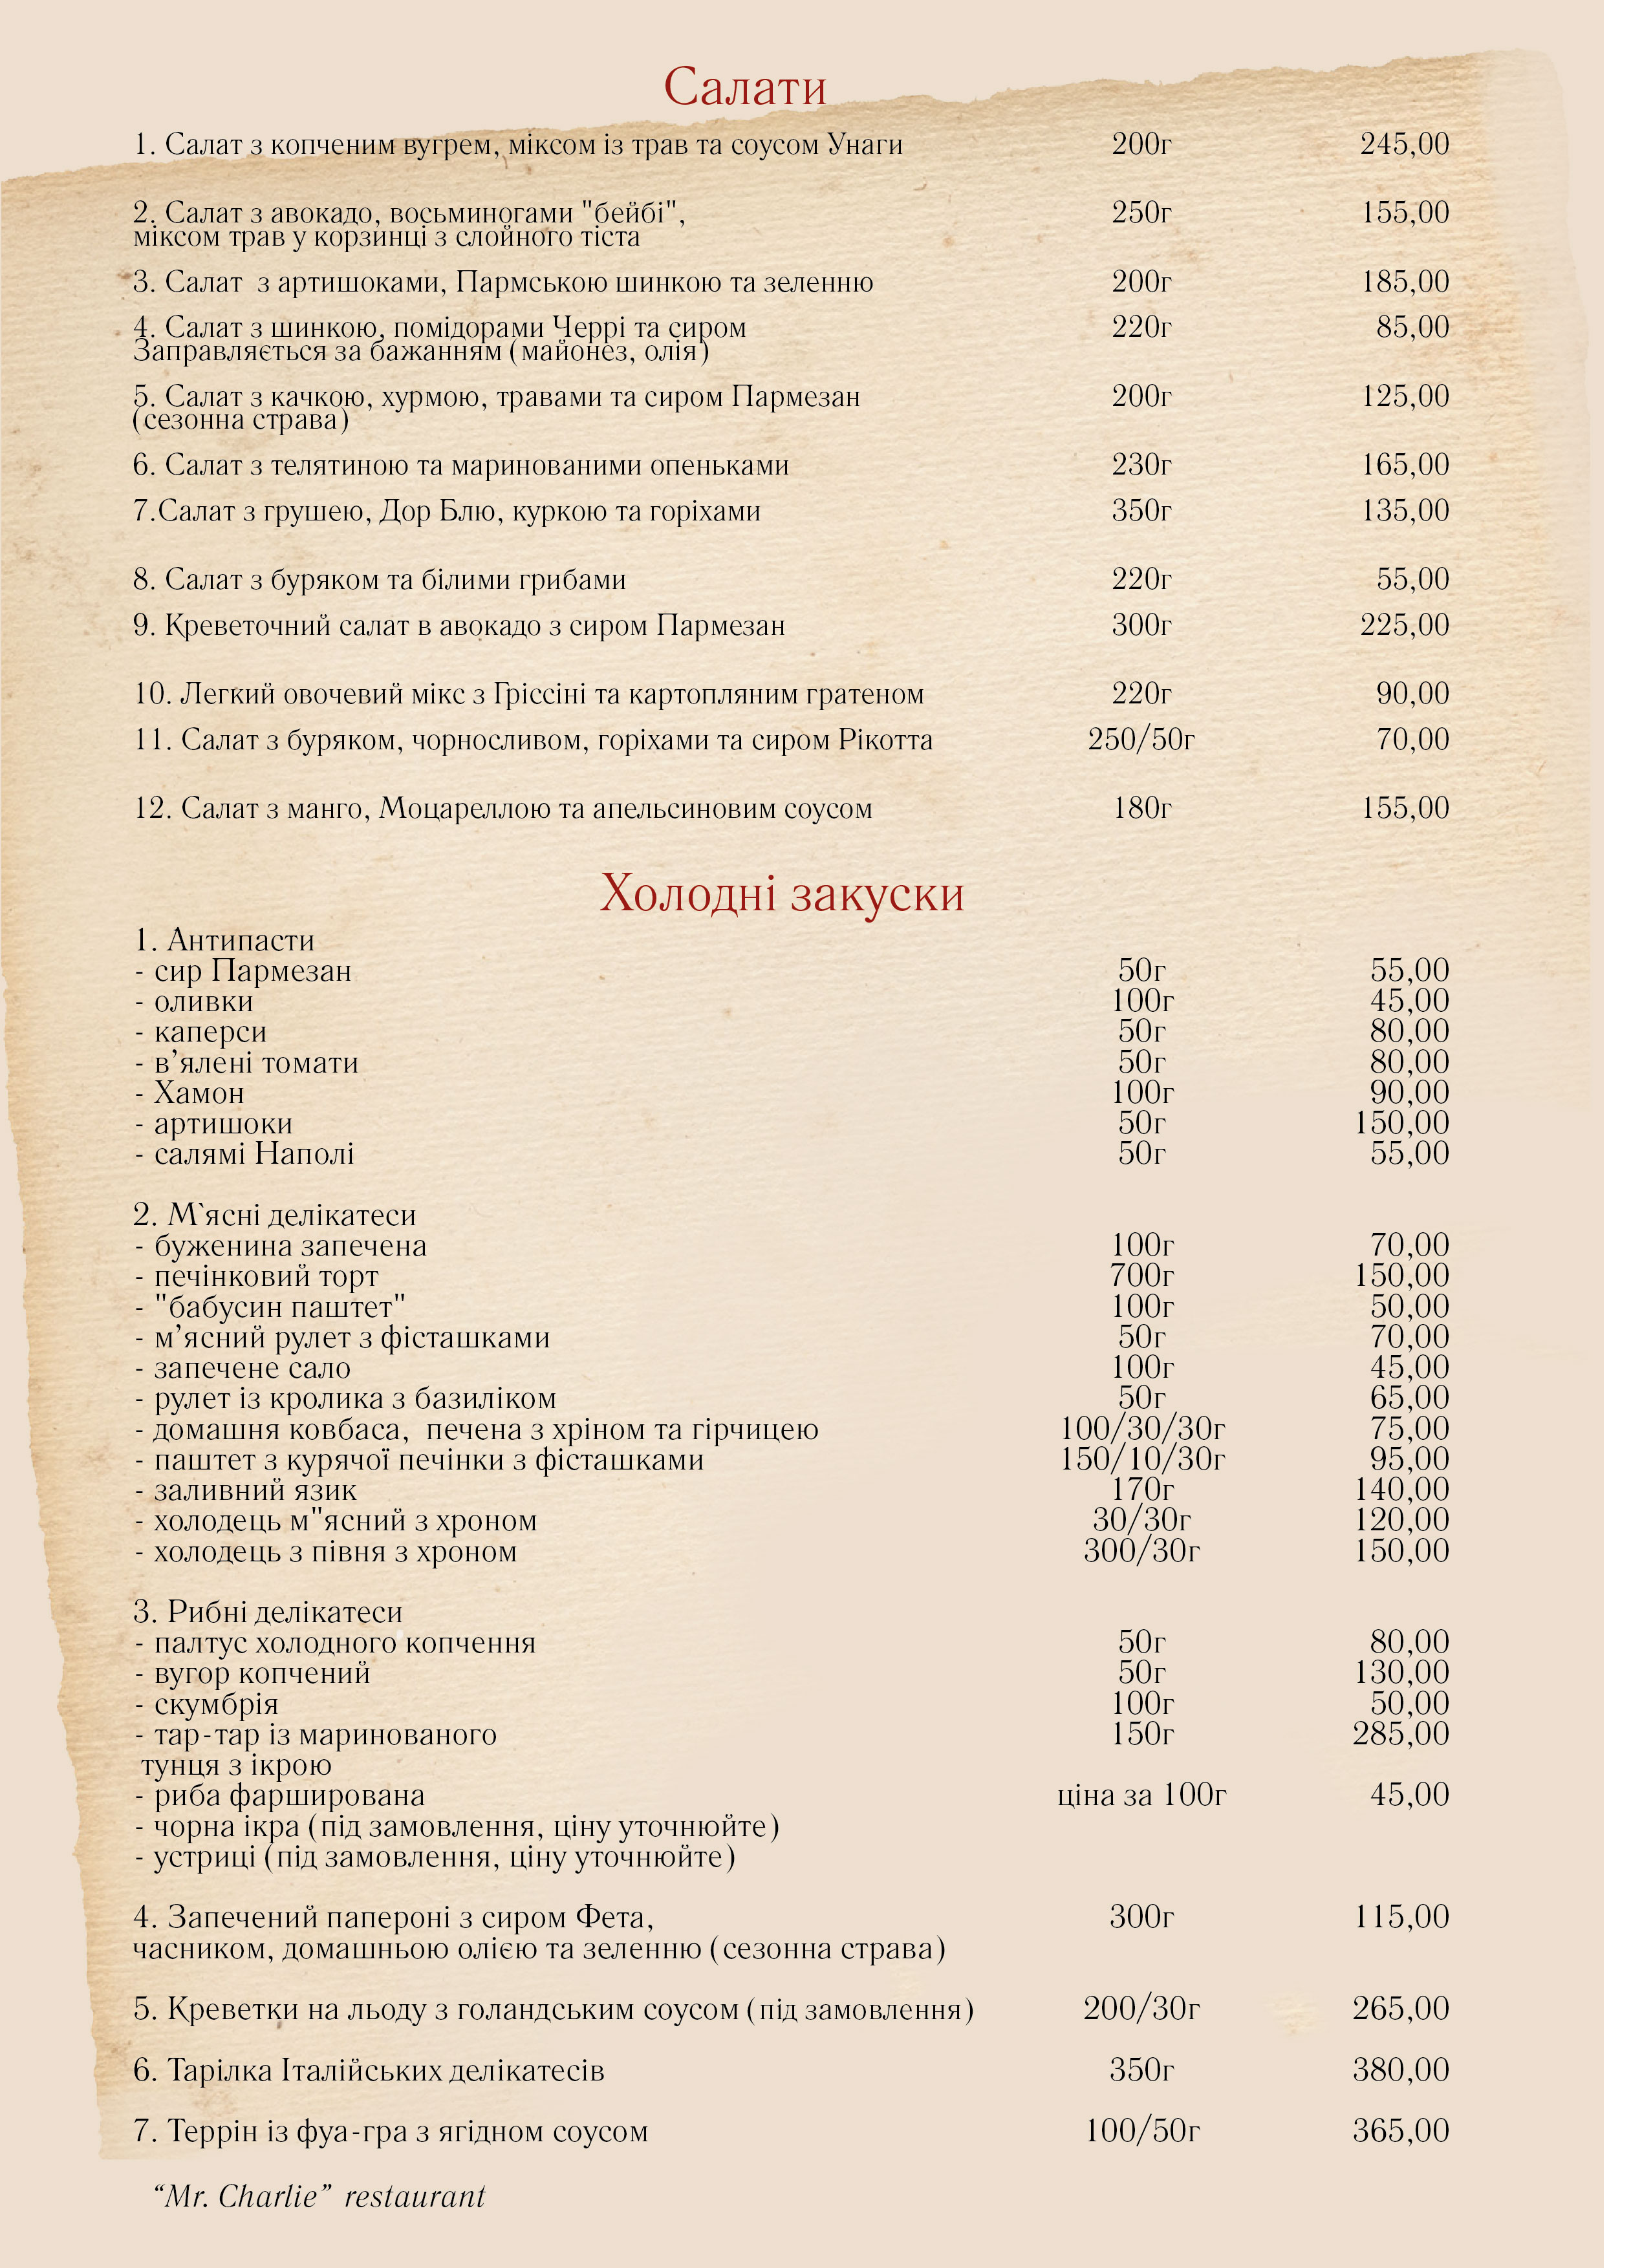 Салати
1. Салат з копченим вугрем, міксом із трав та соусом Унаги 200г 245,00
2. Салат з авокадо, восьминогами "бейбі", 250г 155,00
міксом трав у корзинці з слойного тіста
3. Салат з артишоками, Пармською шинкою та зеленню 200г 185,00
4. Салат з шинкою, помідорами Черрі та сиром 220г 85,00
Заправляється за бажанням (майонез, олія)
5. Салат з качкою, хурмою, травами та сиром Пармезан 200г 125,00
(сезонна страва)
6. Салат з телятиною та маринованими опеньками 230г 165,00
7.Салат з грушею, Дор Блю, куркою та горіхами 350г 135,00
8. Салат з буряком та білими грибами 220г 55,00
9. Креветочний салат в авокадо з сиром Пармезан 300г 225,00
10. Легкий овочевий мікс з Гріссіні та картопляним гратеном 220г 90,00
11. Салат з буряком, чорносливом, горіхами та сиром Рікотта 250/50г 70,00
12. Салат з манго, Моцареллою та апельсиновим соусом 180г 155,00
Холодні закуски
1. Антипасти
- сир Пармезан 50г 55,00
- оливки 100г 45,00
- каперси 50г 80,00
- в’ялені томати 50г 80,00
- Хамон 100г 90,00
- артишоки 50г 150,00
- салямі Наполі 50г 55,00
2. М`ясні делікатеси
- буженина запечена 100г 70,00
- печінковий торт 700г 150,00
- "бабусин паштет" 100г 50,00
- м’ясний рулет з фісташками 50г 70,00
- запечене сало 100г 45,00
- рулет із кролика з базиліком 50г 65,00
- домашня ковбаса, печена з хріном та гірчицею 100/30/30г 75,00
- паштет з курячої печінки з фісташками 150/10/30г 95,00
- заливний язик 170г 140,00
- холодець м"ясний з хроном 30/30г 120,00
- холодець з півня з хроном 300/30г 150,00
3. Рибні делікатеси
- палтус холодного копчення 50г 80,00
- вугор копчений 50г 130,00
- скумбрія 100г 50,00
- тар-тар із маринованого 150г 285,00
тунця з ікрою
- риба фарширована ціна за 100г 45,00
- чорна ікра (під замовлення, ціну уточнюйте)
- устриці (під замовлення, ціну уточнюйте)
4. Запечений папероні з сиром Фета, 300г 115,00
часником, домашньою олією та зеленню (сезонна страва)
5. Креветки на льоду з голандським соусом (під замовлення) 200/30г 265,00
6. Тарілка Італійських делікатесів 350г 380,00
7. Террін із фуа-гра з ягідном соусом 100/50г 365,00
“Mr. Charlie” restaurant